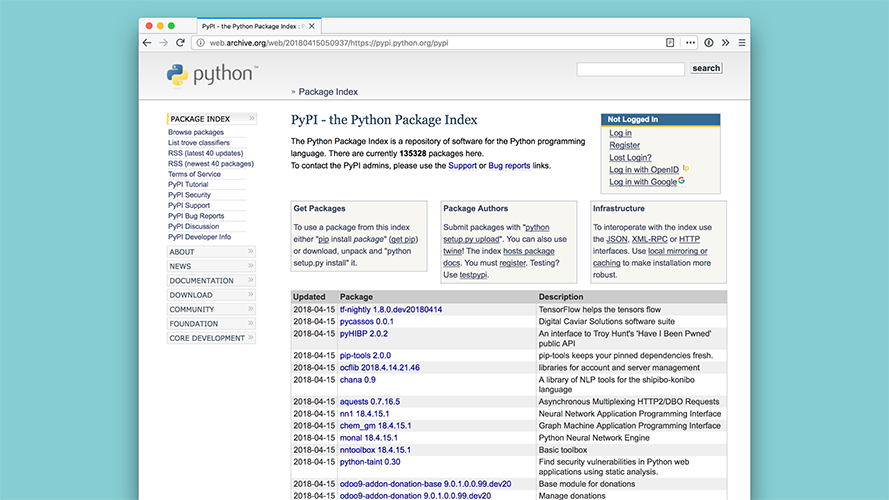 PyPI - the Python Package Index : P
web.archive.org/web/20180415050937/https://pypi.python.org/pypi
python™
search
» Package Index
PACKAGE INDEX »
Browse packages
List trove classifiers
RSS (latest 40 updates)
RSS (newest 40 packages)
Terms of Service
PyPI Tutorial
PyPI Security
PyPI Support
PyPI Bug Reports
PyPI Discussion
PyPI Developer Info
ABOUT »
NEWS »
DOCUMENTATION »
DOWNLOAD »
COMMUNITY »
FOUNDATION »
CORE DEVELOPMENT »
PyPI - the Python Package Index
The Python Package Index is a repository of software for the Python programming
language. There are currently 135328 packages here.
To contact the PyPI admins, please use the Support or Bug reports links.
Not Logged In
Log in
Register
Lost Login?
Log in with OpenID
Log in with Google
Get Packages
To use a package from this index
either "pip install package" (get pip)
or download, unpack and "python
setup.py install" it.
Package Authors
Submit packages with "python
setup.py upload". You can also use
twine! The index hosts package
docs. You must register. Testing?
Use testpypi.
Infrastructure
To interoperate with the index use
the JSON, XML-RPC or HTTP
interfaces. Use local mirroring or
caching to make installation more
robust.
Updated Package Description
2018-04-15 tf-nightly 1.8.0.dev20180414 TensorFlow helps the tensors flow
2018-04-15 pycassos 0.0.1 Digital Caviar Solutions software suite
2018-04-15 pyHIBP 2.0.2 An interface to Troy Hunt's 'Have I Been Pwned'
public API
2018-04-15 pip-tools 2.0.0 pip-tools keeps your pinned dependencies fresh.
2018-04-15 ocflib 2018.4.14.21.46 libraries for account and server management
2018-04-15 chana 0.9 A library of NLP tools for the shipibo-konibo
language
2018-04-15 aquests 0.7.16.5 Asynchronous Multiplexing HTTP2/DBO Requests
2018-04-15 nn1 18.4.15.1 Neural Network Application Programming Interface
2018-04-15 chem_gm 18.4.15.1 Graph Machine Application Programming Interface
2018-04-15 monal 18.4.15.1 Python Neural Network Engine
2018-04-15 nntoolbox 18.4.15.1 Basic toolbox
2018-04-15 python-taint 0.30 Find security vulnerabilities in Python web
applications using static analysis.
2018-04-15 odoo9-addon-donation-base 9.0.1.0.0.99.dev20 Base module for donations
2018-04-15 odoo9-addon-donation 9.0.1.0.0.99.dev20 Manage donations